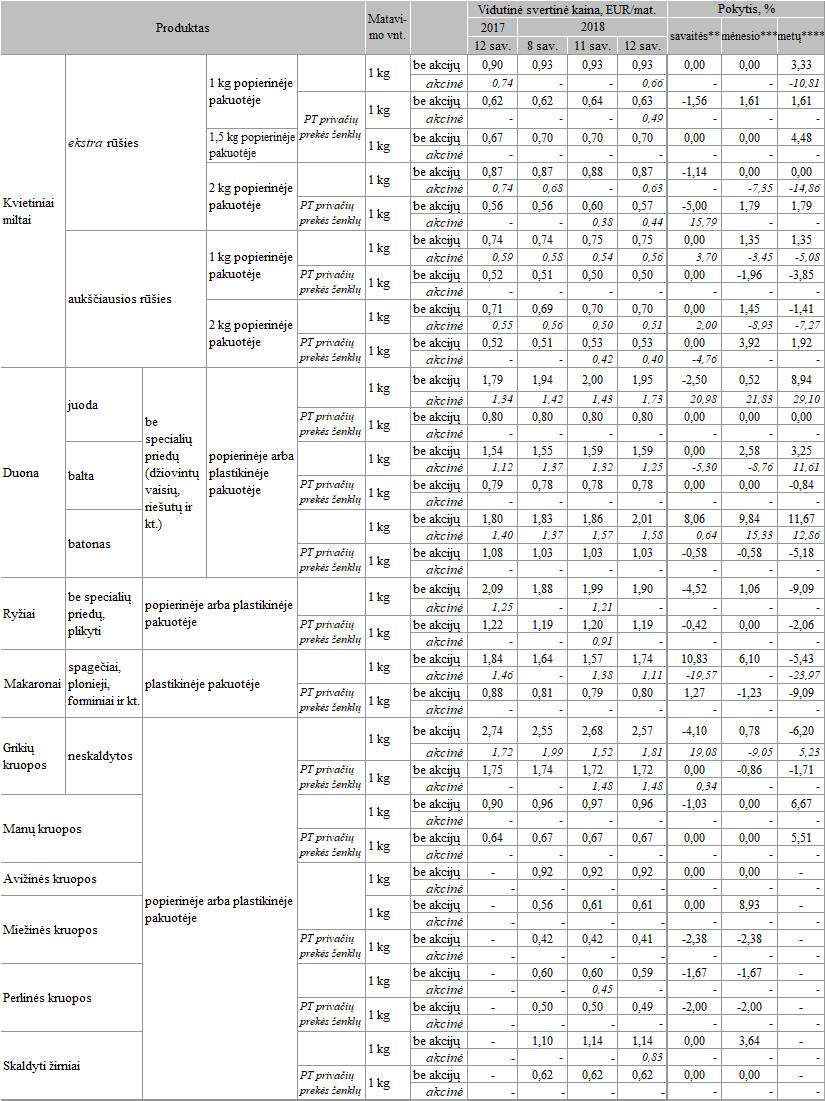 Produktas Matavi- Vidutinė svertinė kaina, EUR/mat. Pokytis, %
mo vnt. 2017 2018 savaitės** mėnesio*** metų****
12 sav. 8 sav. 11 sav. 12 sav.
Kvietiniai miltai ekstra rūšies 1 kg popierinėje pakuotėje 1 kg be akcijų 0,90 0,93 0,93 0,93 0,00 0,00 3,33
akcinė 0,74 - - 0,66 - - -10,81
PT privačių prekės ženklų 1 kg be akcijų 0,62 0,62 0,64 0,63 -1,56 1,61 1,61
akcinė - - - 0,49 - - -
1,5 kg popierinėje pakuotėje 1 kg be akcijų 0,67 0,70 0,70 0,70 0,00 0,00 4,48
akcinė - - - - - - -
2 kg popierinėje pakuotėje 1 kg be akcijų 0,87 0,87 0,88 0,87 -1,14 0,00 0,00
akcinė 0,74 0,68 - 0,63 - -7,35 -14,86
PT privačių prekės ženklų 1 kg be akcijų 0,56 0,56 0,60 0,57 -5,00 1,79 1,79
akcinė - - 0,38 0,44 15,79 - -
aukščiausios rūšies 1 kg popierinėje pakuotėje 1 kg be akcijų 0,74 0,74 0,75 0,75 0,00 1,35 1,35
akcinė 0,59 0,58 0,54 0,56 3,70 -3,45 -5,08
PT privačių prekės ženklų 1 kg be akcijų 0,52 0,51 0,50 0,50 0,00 -1,96 -3,85
akcinė - - - - - - -
2 kg popierinėje pakuotėje 1 kg be akcijų 0,71 0,69 0,70 0,70 0,00 1,45 -1,41
akcinė 0,55 0,56 0,50 0,51 2,00 -8,93 -7,27
PT privačių prekės ženklų 1 kg be akcijų 0,52 0,51 0,53 0,53 0,00 3,92 1,92
akcinė - - 0,42 0,40 -4,76 - -
Duona juoda be specialių priedų (džiovintų vaisių, riešutų ir kt.) popierinėje arba plastikinėje pakuotėje 1 kg be akcijų 1,79 1,94 2,00 1,95 -2,50 0,52 8,94
akcinė 1,34 1,42 1,43 1,73 20,98 21,83 29,10
PT privačių prekės ženklų 1 kg be akcijų 0,80 0,80 0,80 0,80 0,00 0,00 0,00
akcinė - - - - - - -
balta 1 kg be akcijų 1,54 1,55 1,59 1,59 0,00 2,58 3,25
akcinė 1,12 1,37 1,32 1,25 -5,30 -8,76 11,61
PT privačių prekės ženklų 1 kg be akcijų 0,79 0,78 0,78 0,78 0,00 0,00 -0,84
akcinė - - - - - - -
batonas 1 kg be akcijų 1,80 1,83 1,86 2,01 8,06 9,84 11,67
akcinė 1,40 1,37 1,57 1,58 0,64 15,33 12,86
PT privačių prekės ženklų 1 kg be akcijų 1,08 1,03 1,03 1,03 -0,58 -0,58 -5,18
akcinė - - - - - - -
Ryžiai be specialių priedų, plikyti popierinėje arba plastikinėje pakuotėje 1 kg be akcijų 2,09 1,88 1,99 1,90 -4,52 1,06 -9,09
akcinė 1,25 - 1,21 - - - -
PT privačių prekės ženklų 1 kg be akcijų 1,22 1,19 1,20 1,19 -0,42 0,00 -2,06
akcinė - - 0,91 - - - -
Makaronai spagečiai, plonieji, forminiai ir kt. plastikinėje pakuotėje 1 kg be akcijų 1,84 1,64 1,57 1,74 10,83 6,10 -5,43
akcinė 1,46 - 1,38 1,11 -19,57 - -23,97
PT privačių prekės ženklų 1 kg be akcijų 0,88 0,81 0,79 0,80 1,27 -1,23 -9,09
akcinė - - - - - - -
Grikių kruopos neskaldytos popierinėje arba plastikinėje pakuotėje 1 kg be akcijų 2,74 2,55 2,68 2,57 -4,10 0,78 -6,20
akcinė 1,72 1,99 1,52 1,81 19,08 -9,05 5,23
PT privačių prekės ženklų 1 kg be akcijų 1,75 1,74 1,72 1,72 0,00 -0,86 -1,71
akcinė - - 1,48 1,48 0,34 - -
Manų kruopos 1 kg be akcijų 0,90 0,96 0,97 0,96 -1,03 0,00 6,67
akcinė - - - - - - -
PT privačių prekės ženklų 1 kg be akcijų 0,64 0,67 0,67 0,67 0,00 0,00 5,51
akcinė - - - - - - -
Avižinės kruopos 1 kg be akcijų - 0,92 0,92 0,92 0,00 0,00 -
akcinė - - - - - - -
Miežinės kruopos 1 kg be akcijų - 0,56 0,61 0,61 0,00 8,93 -
akcinė - - - - - - -
PT privačių prekės ženklų 1 kg be akcijų - 0,42 0,42 0,41 -2,38 -2,38 -
akcinė - - - - - - -
Perlinės kruopos 1 kg be akcijų - 0,60 0,60 0,59 -1,67 -1,67 -
akcinė - - 0,45 - - - -
PT privačių prekės ženklų 1 kg be akcijų - 0,50 0,50 0,49 -2,00 -2,00 -
akcinė - - - - - - -
Skaldyti žirniai 1 kg be akcijų - 1,10 1,14 1,14 0,00 3,64 -
akcinė - - - 0,83 - - -
PT privačių prekės ženklų 1 kg be akcijų - 0,62 0,62 0,62 0,00 0,00 -
akcinė - - - - - - -